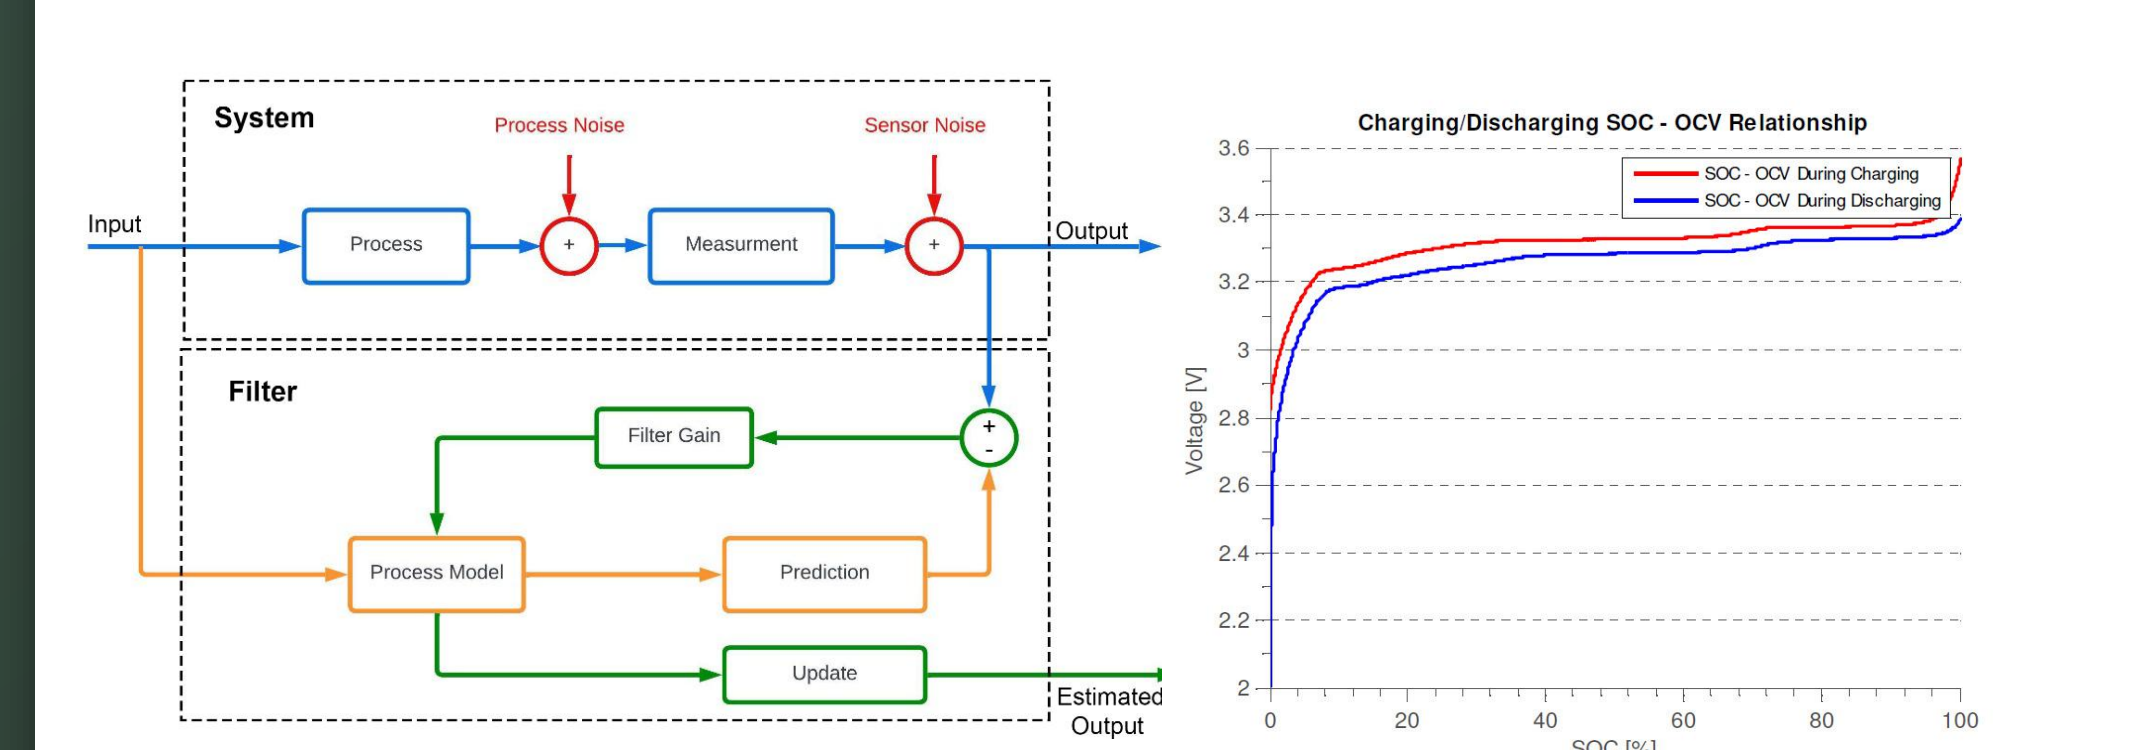 System
Process Noise
Sensor Noise
Input
Process
+
Measurment
+
Output
Filter
Filter Gain
+
-
Process Model
Prediction
Update
Estimated
Output
Charging/Discharging SOC - OCV Relationship
SOC - OCV During Charging
SOC - OCV During Discharging
3.6
3.4
3.2
3
2.8
2.6
2.4
2.2
2
Voltage [V]
0 20 40 60 80 100
SOC [%]